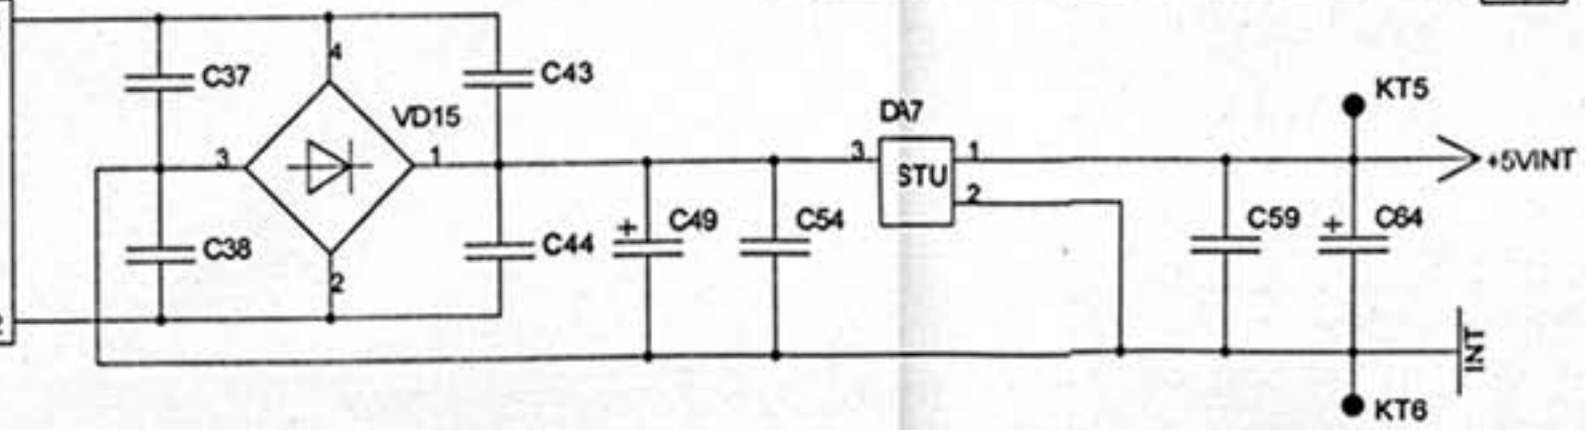 4
C37
C43
VD15
3
1
C38
C44
2
+
C49
C54
DA7
3
STU
1
2
C59
+
C64
KT5
+5VINT
INT
KT6